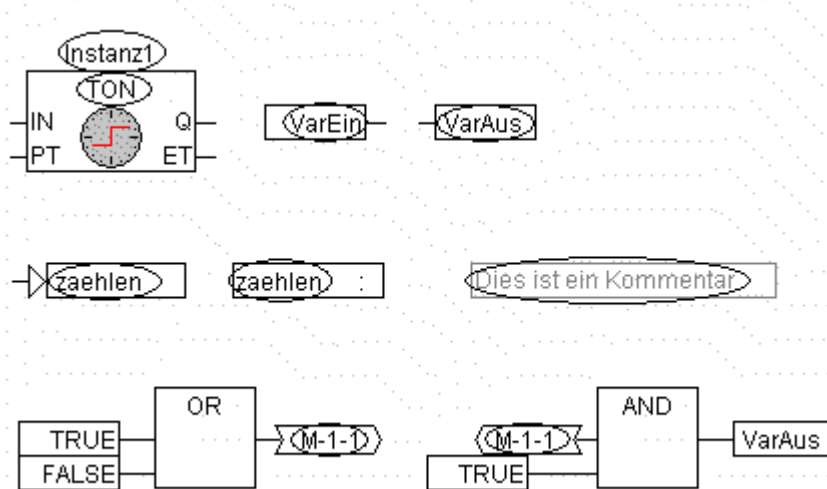 Instanz1
TON
IN Q
PT ET
VarEin
VarAus
zaehlen
zaehlen :
Dies ist ein Kommentar
OR
TRUE
FALSE
M-1-1
AND
M-1-1
TRUE
VarAus